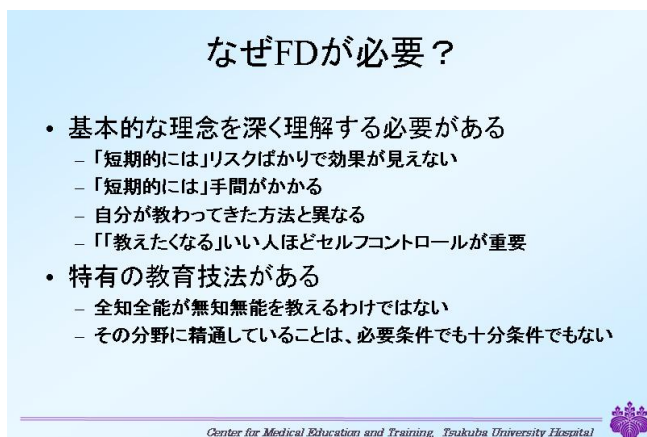 なぜFDが必要？
• 基本的な理念を深く理解する必要がある
– 「短期的には」リスクばかりで効果が見えない
– 「短期的には」手間がかかる
– 自分が教わってきた方法と異なる
– 「「教えたくなる」いい人ほどセルフコントロールが重要
• 特有の教育技法がある
– 全知全能が無知無能を教えるわけではない
– その分野に精通していることは、必要条件でも十分条件でもない
Center for Medical Education and Training, Tsukuba University Hospital